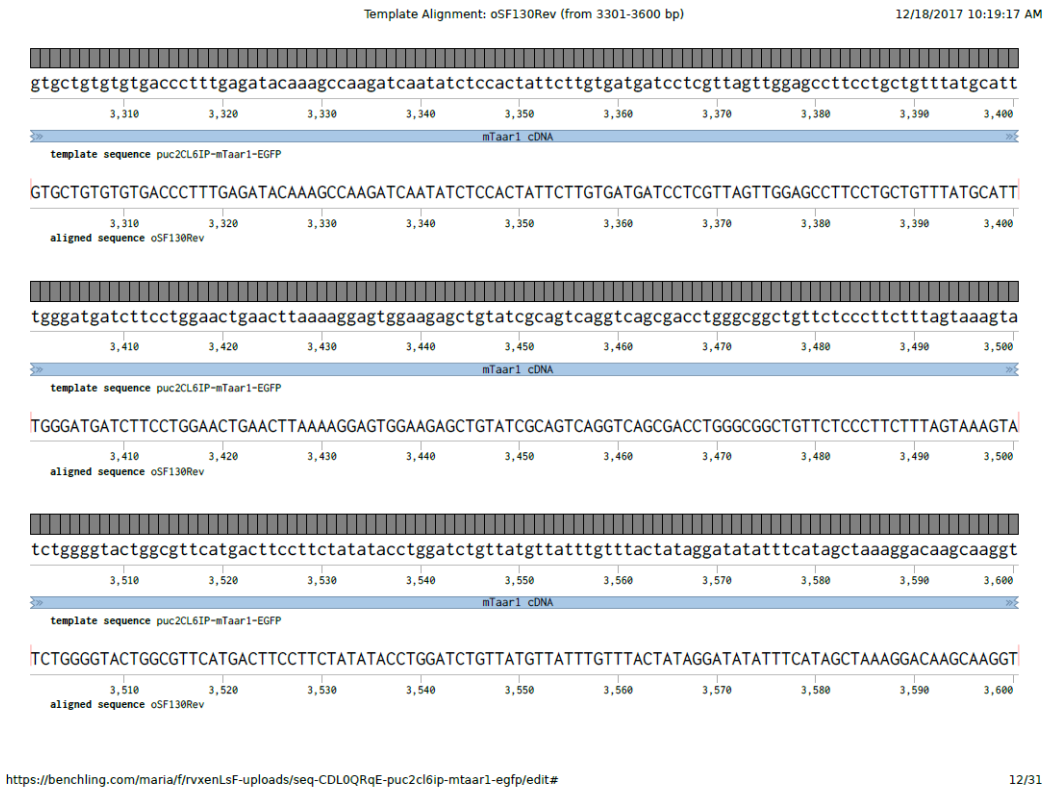 Template Alignment: oSF130Rev (from 3301-3600 bp) 12/18/2017 10:19:17 AM
gtgctgtgtgtgaccctttgagatacaaagccaagatcaatatctccactattcttgtgatgatcctcgttagttggagccttcctgctgtttatgcatt
3,310 3,320 3,330 3,340 3,350 3,360 3,370 3,380 3,390 3,400
mTaar1 cDNA
template sequence puc2CL6IP-mTaar1-EGFP
GTGCTGTGTGTGACCCTTTGAGATACAAAGCCAAGATCAATATCTCCACTATTCTTGTGATGATCCTCGTTAGTTGGAGCCTTCCTGCTGTTTATGCATT
3,310 3,320 3,330 3,340 3,350 3,360 3,370 3,380 3,390 3,400
aligned sequence oSF130Rev
tgggatgatcttcctggaactgaacttaaaaggagtggaagagctgtatcgcagtcaggtcagcgacctgggcggctgttctcccttctttagtaaagta
3,410 3,420 3,430 3,440 3,450 3,460 3,470 3,480 3,490 3,500
mTaar1 cDNA
template sequence puc2CL6IP-mTaar1-EGFP
TGGGATGATCTTCCTGGAACTGAACTTAAAAGGAGTGGAAGAGCTGTATCGCAGTCAGGTCAGCGACCTGGGCGGCTGTTCTCCCTTCTTTAGTAAAGTA
3,410 3,420 3,430 3,440 3,450 3,460 3,470 3,480 3,490 3,500
aligned sequence oSF130Rev
tctggggtactggcgttcatgacttccttctatatacctggatctgttatgttatttgtttactataggatatatttcatagctaaaggacaagcaaggt
3,510 3,520 3,530 3,540 3,550 3,560 3,570 3,580 3,590 3,600
mTaar1 cDNA
template sequence puc2CL6IP-mTaar1-EGFP
TCTGGGGTACTGGCGTTCATGACTTCCTTCTATATACCTGGATCTGTTATGTTATTTGTTTACTATAGGATATATTTCATAGCTAAAGGACAAGCAAGGT
3,510 3,520 3,530 3,540 3,550 3,560 3,570 3,580 3,590 3,600
aligned sequence oSF130Rev
https://benchling.com/maria/f/rvxenLsF-uploads/seq-CDL0QRqE-puc2cl6ip-mtaar1-egfp/edit# 12/31